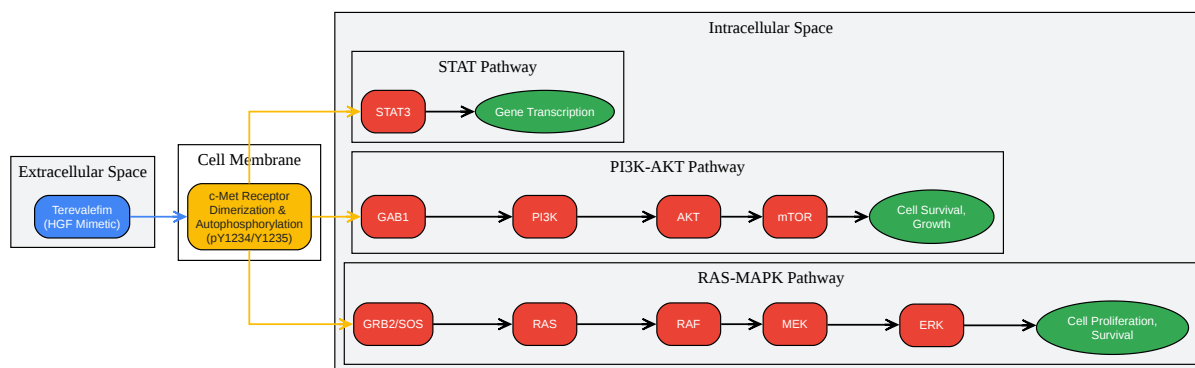 Intracellular Space
STAT Pathway
STAT3
Gene Transcription
Extracellular Space
Terevalefim
(HGF Mimetic)
Cell Membrane
c-Met Receptor
Dimerization &
Autophosphorylation
(pY1234/Y1235)
PI3K-AKT Pathway
GAB1
PI3K
AKT
mTOR
Cell Survival,
Growth
RAS-MAPK Pathway
GRB2/SOS
RAS
RAF
MEK
ERK
Cell Proliferation,
Survival